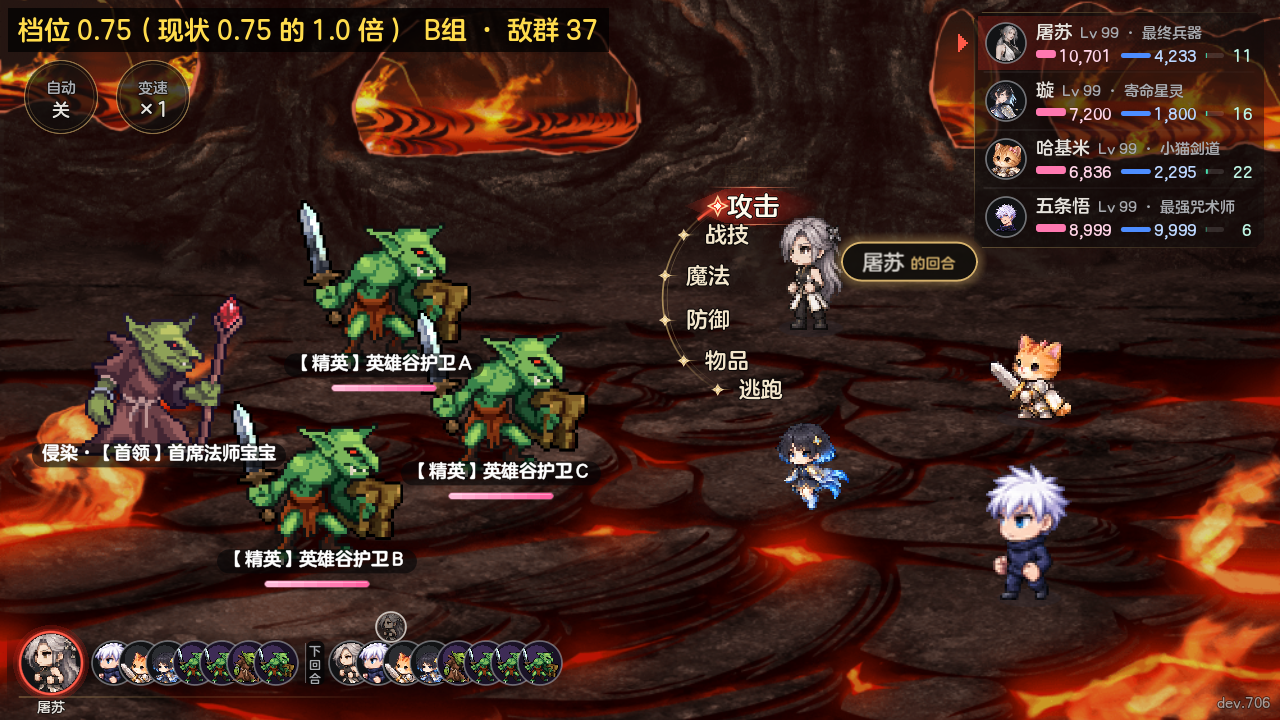 档位 0.75（现状 0.75 的 1.0 倍） B组 · 敌群 37
自动
关
变速
×1
屠苏 Lv 99 · 最终兵器
10,701 4,233 11
璇 Lv 99 · 寄命星灵
7,200 1,800 16
哈基米 Lv 99 · 小猫剑道
6,836 2,295 22
五条悟 Lv 99 · 最强咒术师
8,999 9,999 6
攻击
战技
魔法
防御
物品
逃跑
屠苏 的回合
【精英】英雄谷护卫A
侵染·【首领】首席法师宝宝
【精英】英雄谷护卫C
【精英】英雄谷护卫B
下回合
屠苏
dev.706